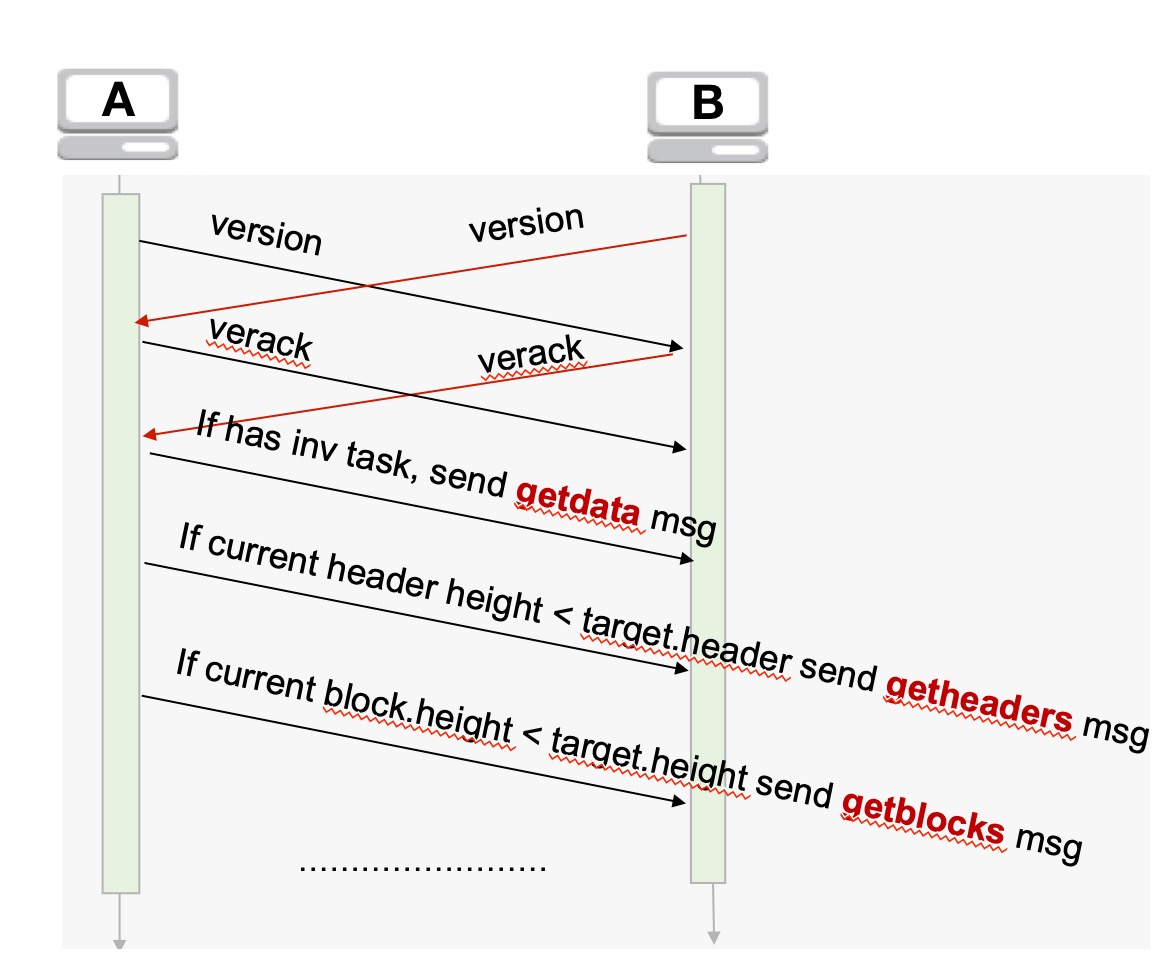 A
B
version
version
verack
verack
If has inv task, send getdata msg
If current header height < target.header send getheaders msg
If current block.height < target.height send getblocks msg
........................